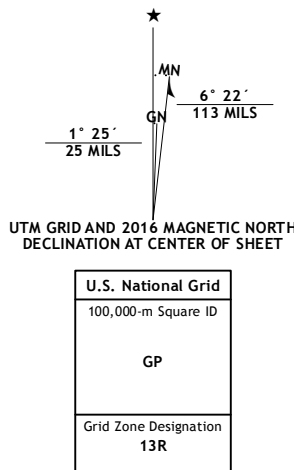 ★
MN
GN
6° 22´
113 MILS
1° 25´
25 MILS
UTM GRID AND 2016 MAGNETIC NORTH
DECLINATION AT CENTER OF SHEET
U.S. National Grid
100,000-m Square ID
GP
Grid Zone Designation
13R